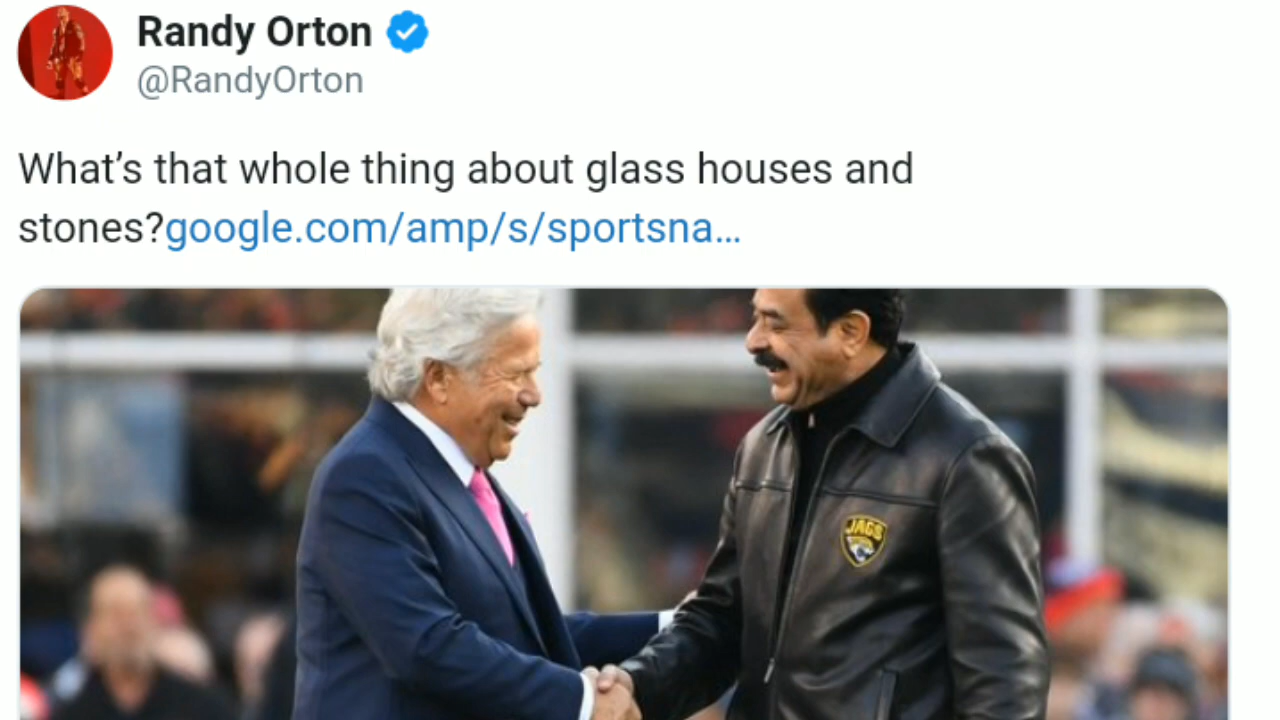 Randy Orton
@RandyOrton
What’s that whole thing about glass houses and
stones?google.com/amp/s/sportsna…
JAGS